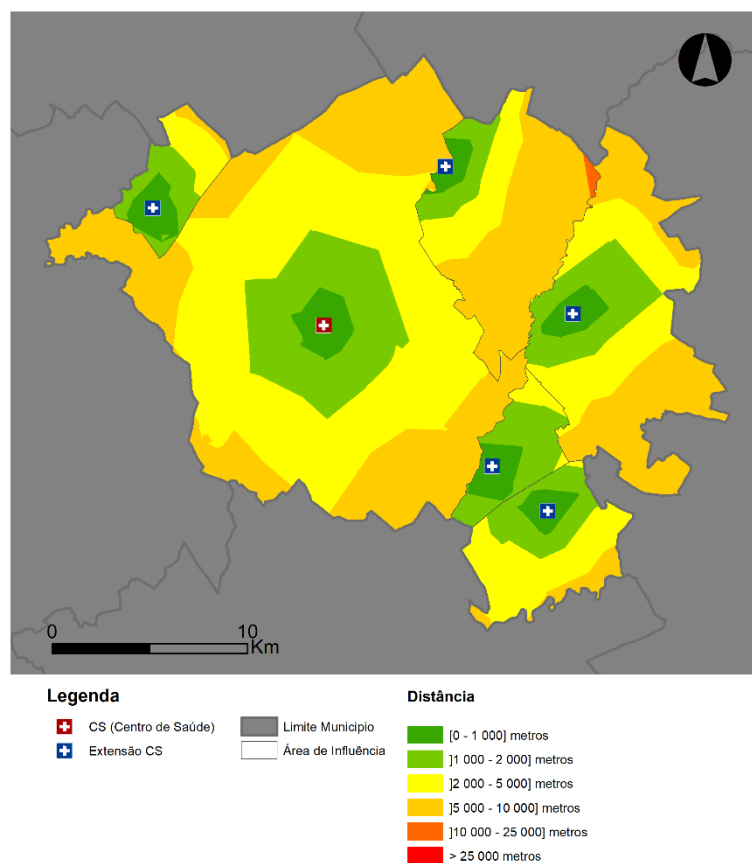 0 10
Km
Legenda
CS (Centro de Saúde)
Extensão CS
Limite Municipio
Área de Influência
Distância
[0 - 1 000] metros
]1 000 - 2 000] metros
]2 000 - 5 000] metros
]5 000 - 10 000] metros
]10 000 - 25 000] metros
> 25 000 metros